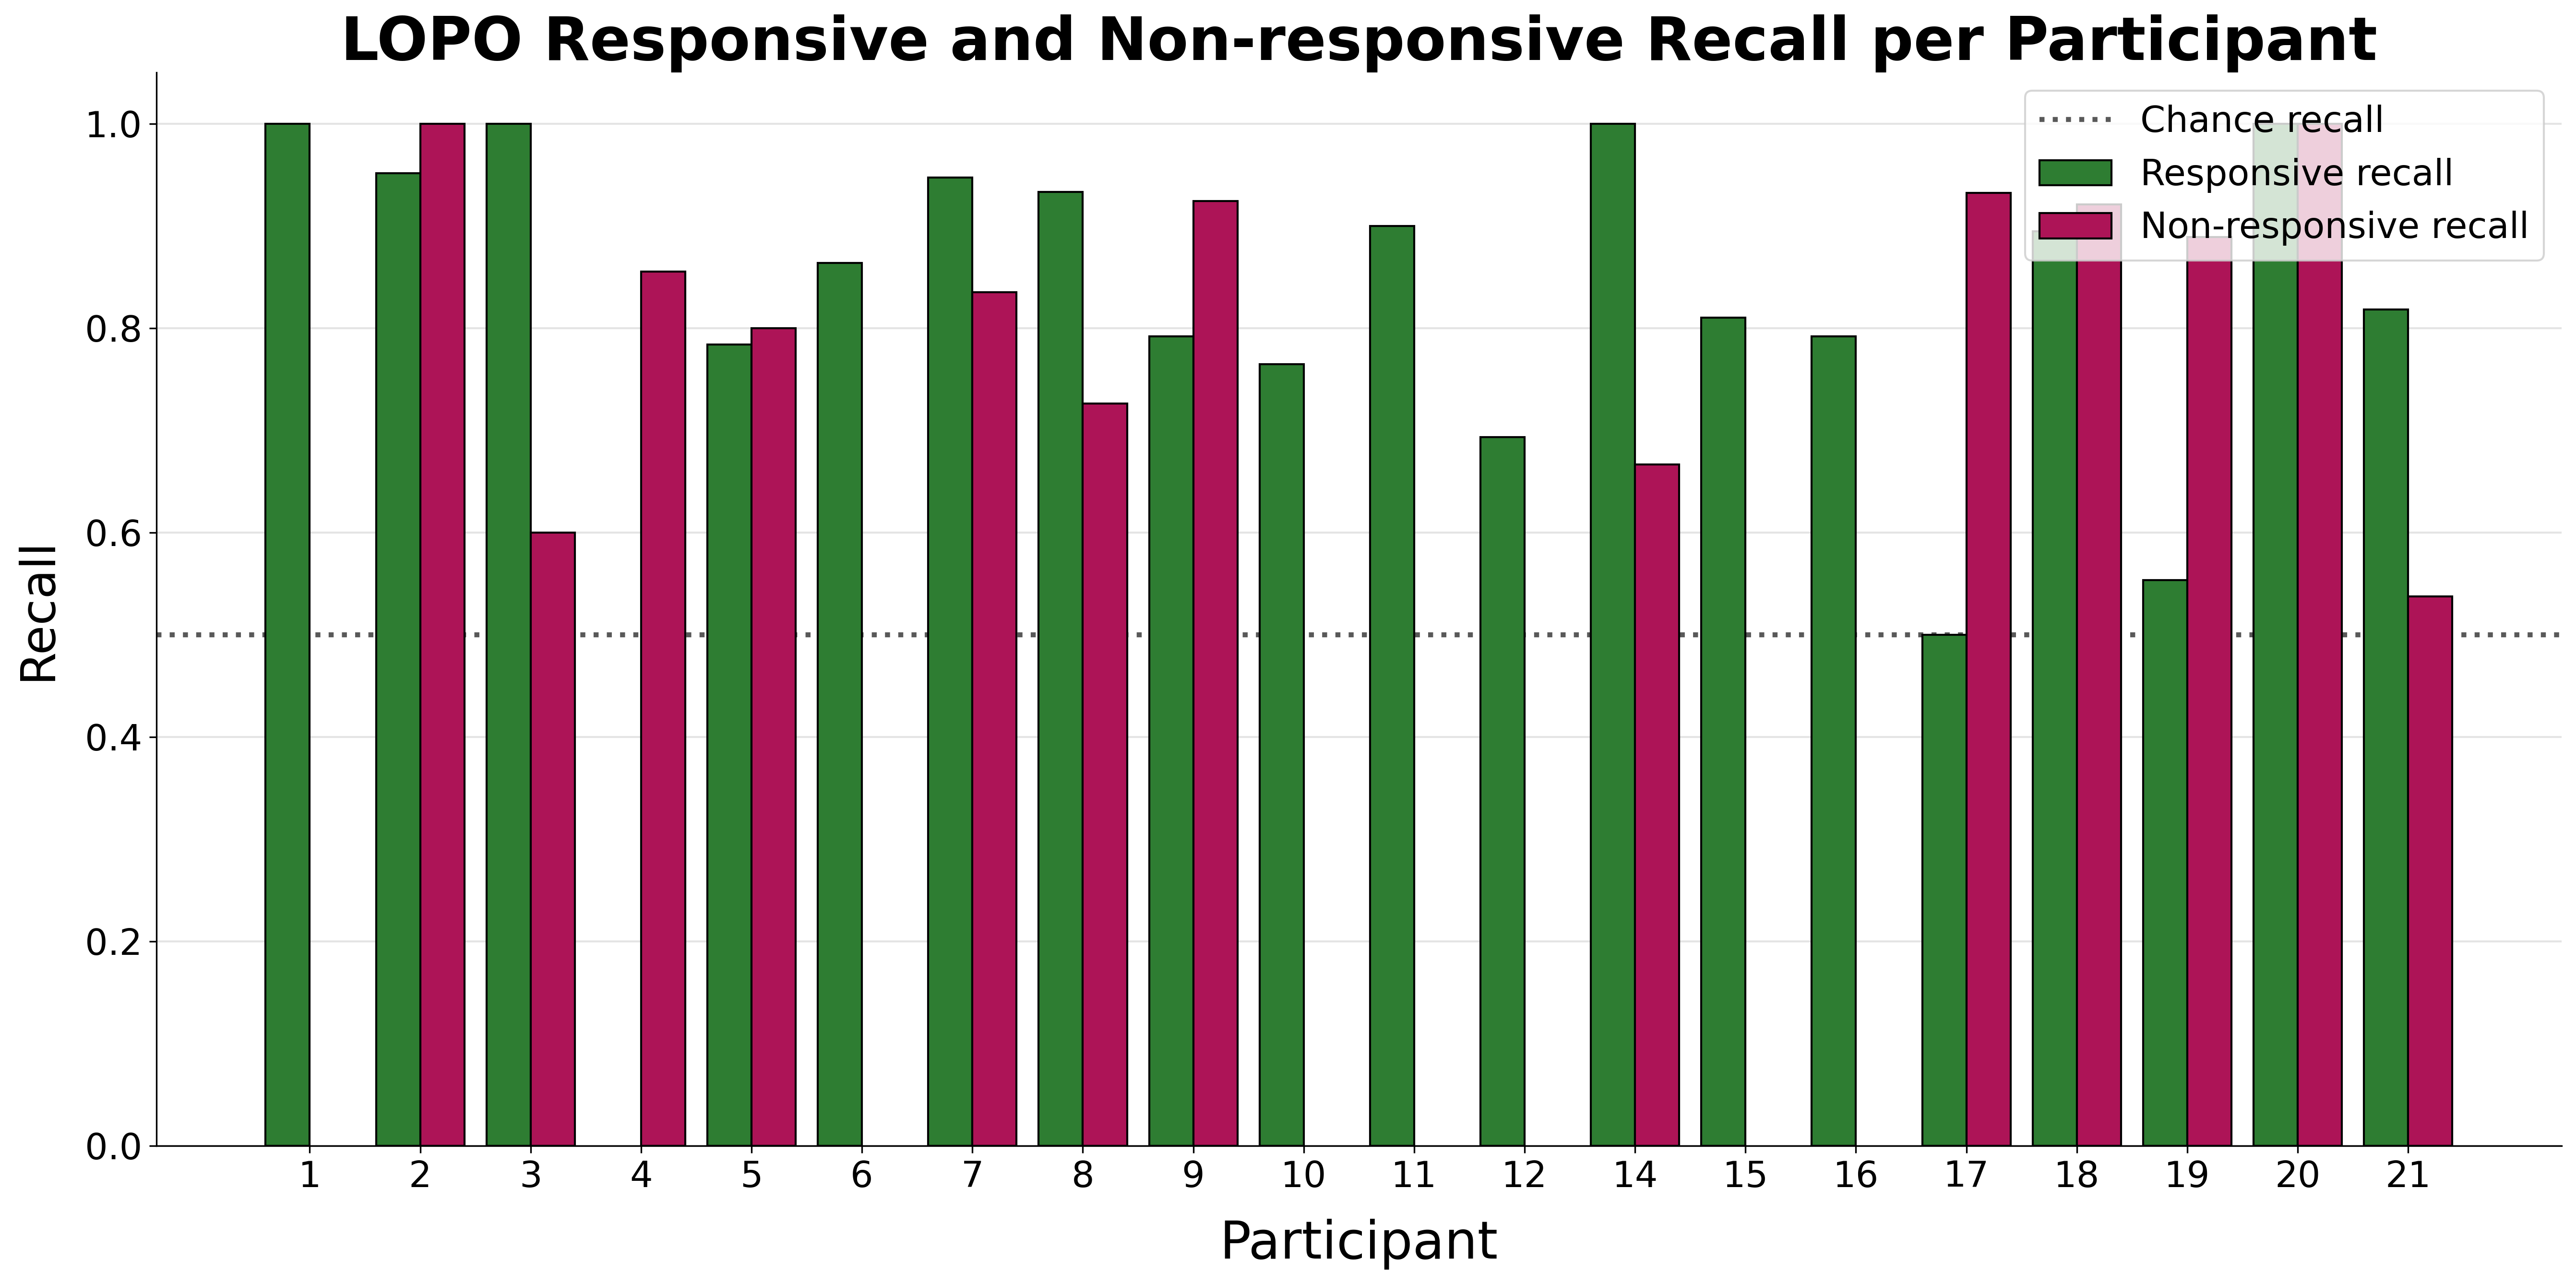 LOPO Responsive and Non-responsive Recall per Participant
Chance recall
Responsive recall
Non-responsive recall
Recall
1.0
0.8
0.6
0.4
0.2
0.0
1 2 3 4 5 6 7 8 9 10 11 12 14 15 16 17 18 19 20 21
Participant